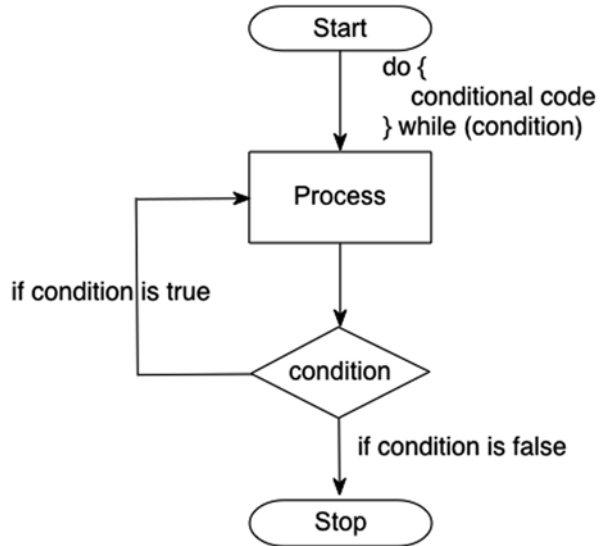 Start
do {
conditional code
} while (condition)
Process
if condition is true
condition
if condition is false
Stop